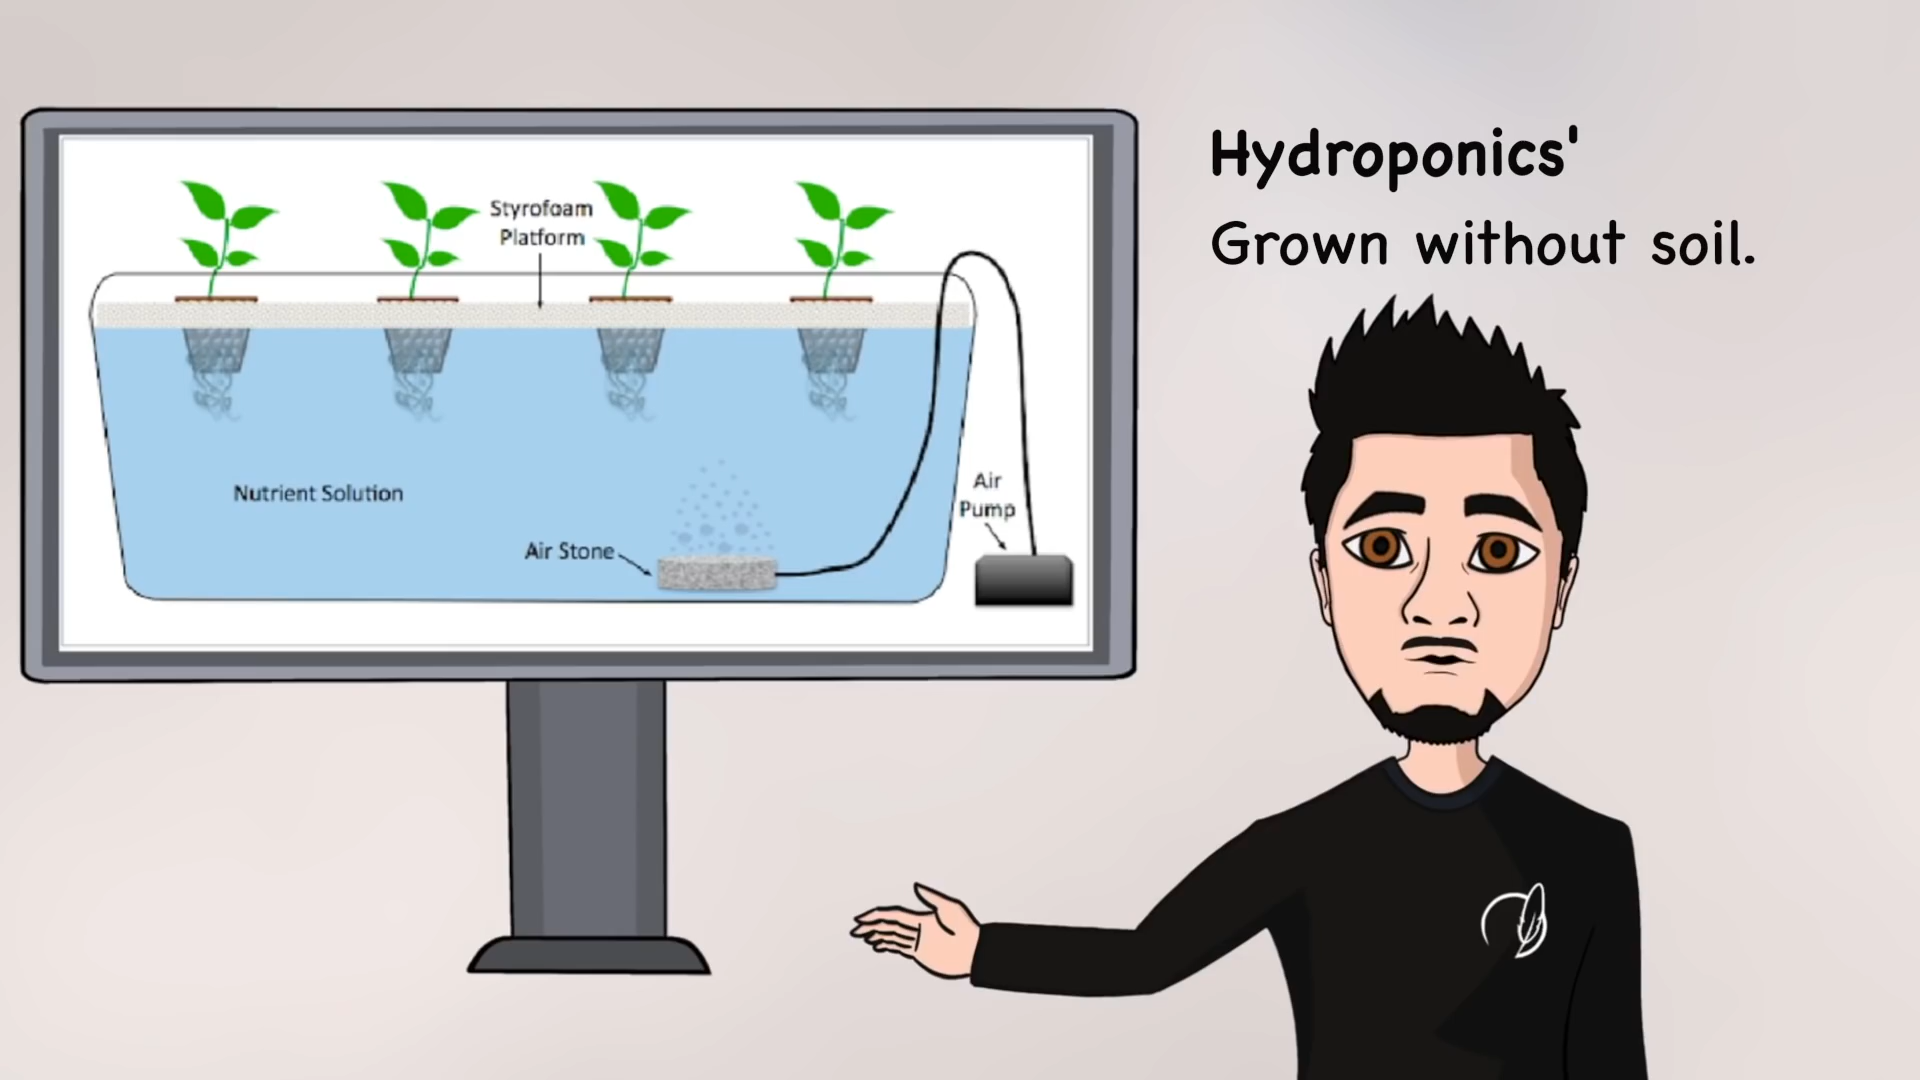 Hydroponics'
Grown without soil.
Styrofoam
Platform
Nutrient Solution
Air Stone
Air
Pump